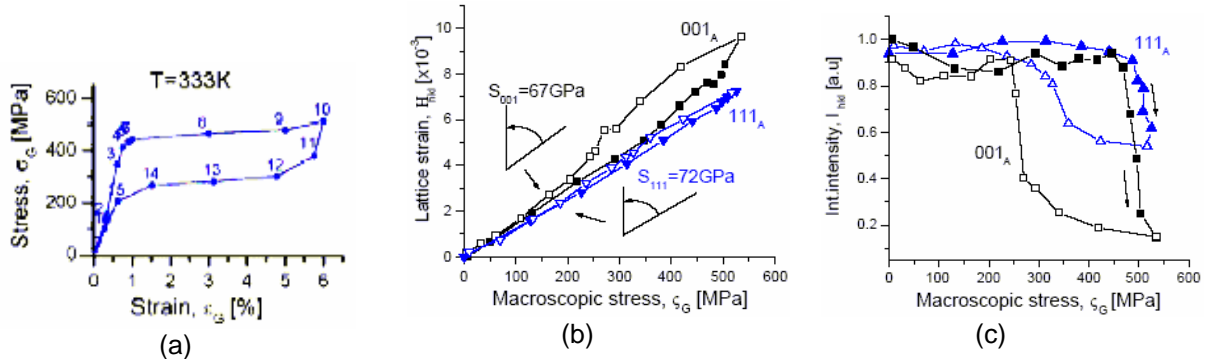 T=333K
600
400
200
0
Stress, σG [MPa]
0 1 2 3 4 5 6
Strain, εG [%]
3
8
9
10
11
12
13
14
15
(a)
001A
S001=67GPa
111A
S111=72GPa
10
8
6
4
2
0
Lattice strain, Hhkl [x10-3]
0 100 200 300 400 500 600
Macroscopic stress, ςG [MPa]
(b)
111A
001A
1.0
0.8
0.6
0.4
0.2
Int.intensity, Ihkl [a.u]
0 100 200 300 400 500 600
Macroscopic stress, ςG [MPa]
(c)